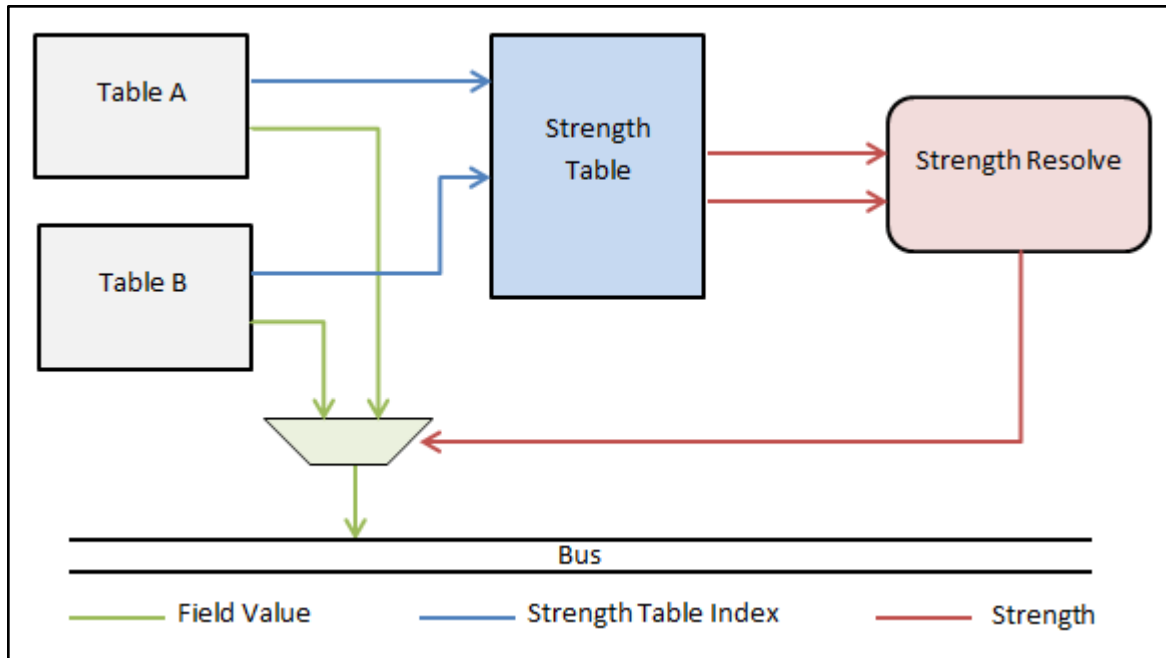 Table A
Strength
Table
Strength Resolve
Table B
Bus
Field Value
Strength Table Index
Strength